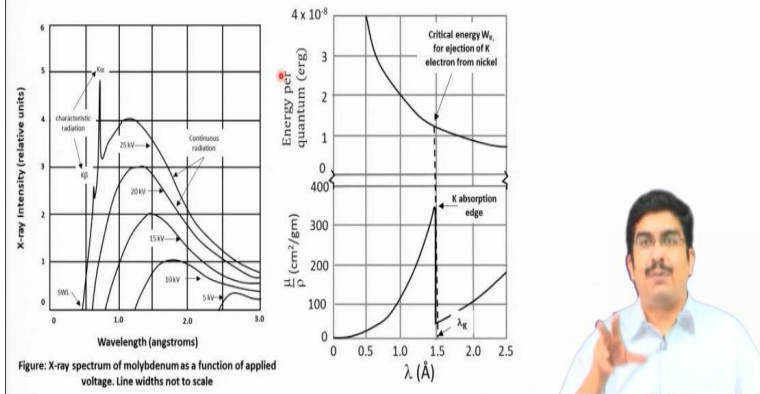 X-ray Intensity (relative units)
6
5
4
3
2
1
0
Kα
characteristic
radiation
Kβ
25 kV
Continuous
radiation
20 kV
15 kV
10 kV
5 kV
SWL
0
1.0
2.0
3.0
Wavelength (angstroms)
Figure: X-ray spectrum of molybdenum as a function of applied
voltage. Line widths not to scale
4 x 10⁻⁸
3
2
1
0
Energy per
quantum (erg)
Critical energy Wₖ,
for ejection of K
electron from nickel
400
300
200
100
0
μ/ρ (cm²/gm)
K absorption
edge
λK
0 0.5 1.0 1.5 2.0 2.5
λ (Å)